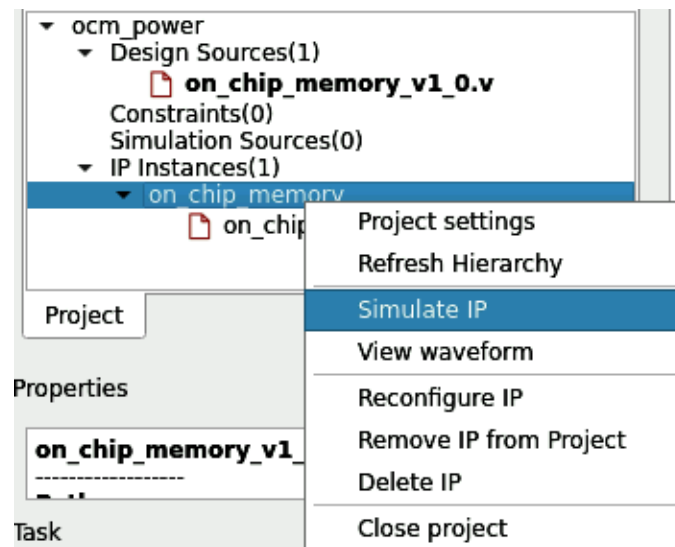 ocm_power
Design Sources(1)
on_chip_memory_v1_0.v
Constraints(0)
Simulation Sources(0)
IP Instances(1)
on_chip_memory
on_chip
Project settings
Refresh Hierarchy
Simulate IP
View waveform
Reconfigure IP
Remove IP from Project
Delete IP
Close project
Project
Properties
on_chip_memory_v1_
------------------
Task